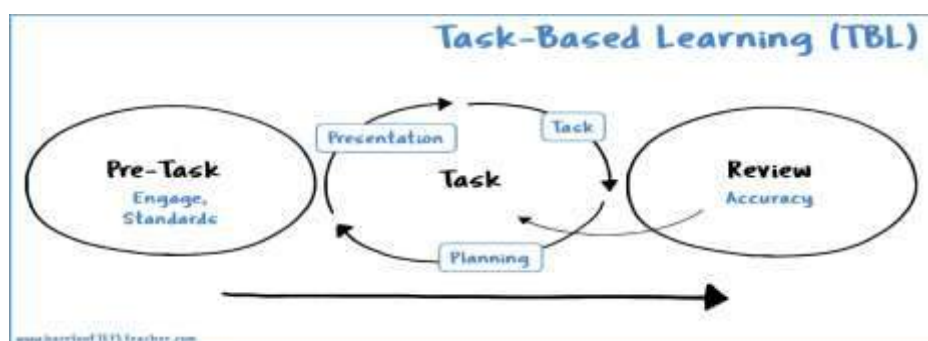 Task-Based Learning (TBL)
Pre-Task
Engage,
Standards
Presentation
Task
Task
Planning
Review
Accuracy